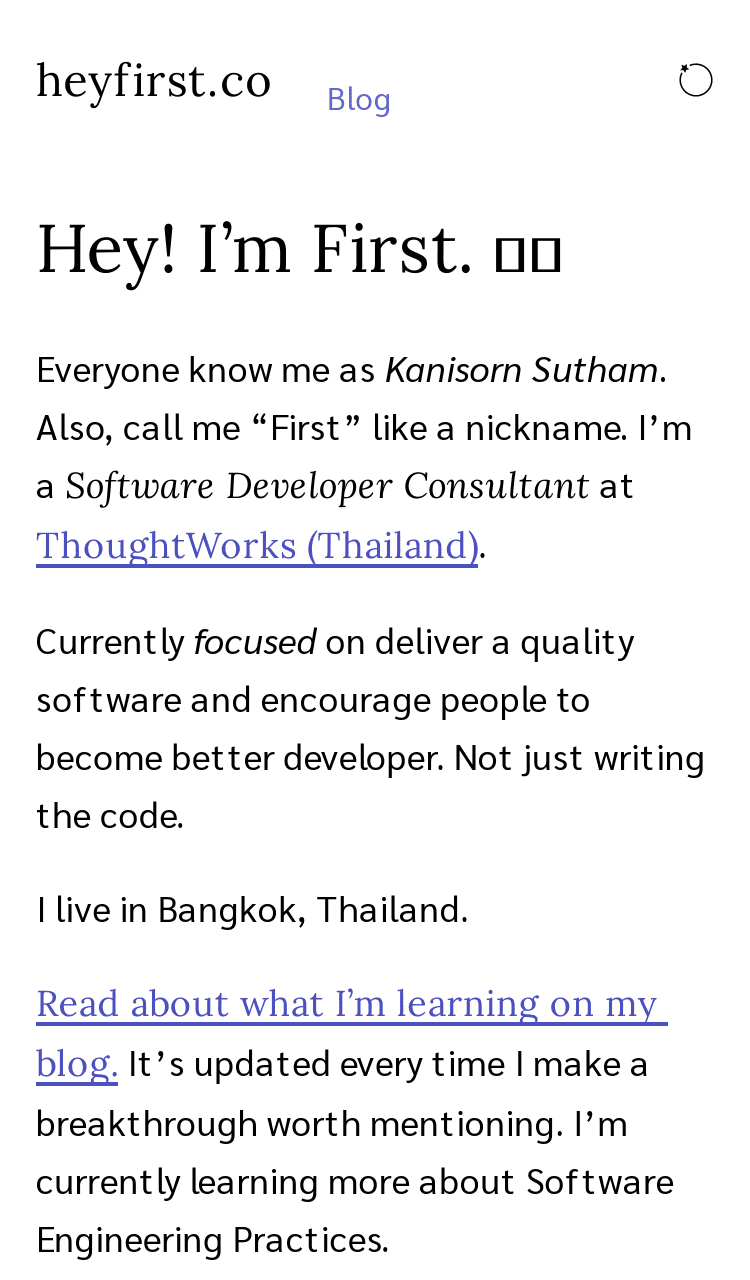 heyfirst.co
Blog
Hey! I’m First.
Everyone know me as Kanisorn Sutham.
Also, call me “First” like a nickname. I’m
a Software Developer Consultant at
ThoughtWorks (Thailand).
Currently focused on deliver a quality
software and encourage people to
become better developer. Not just writing
the code.
I live in Bangkok, Thailand.
Read about what I’m learning on my
blog. It’s updated every time I make a
breakthrough worth mentioning. I’m
currently learning more about Software
Engineering Practices.